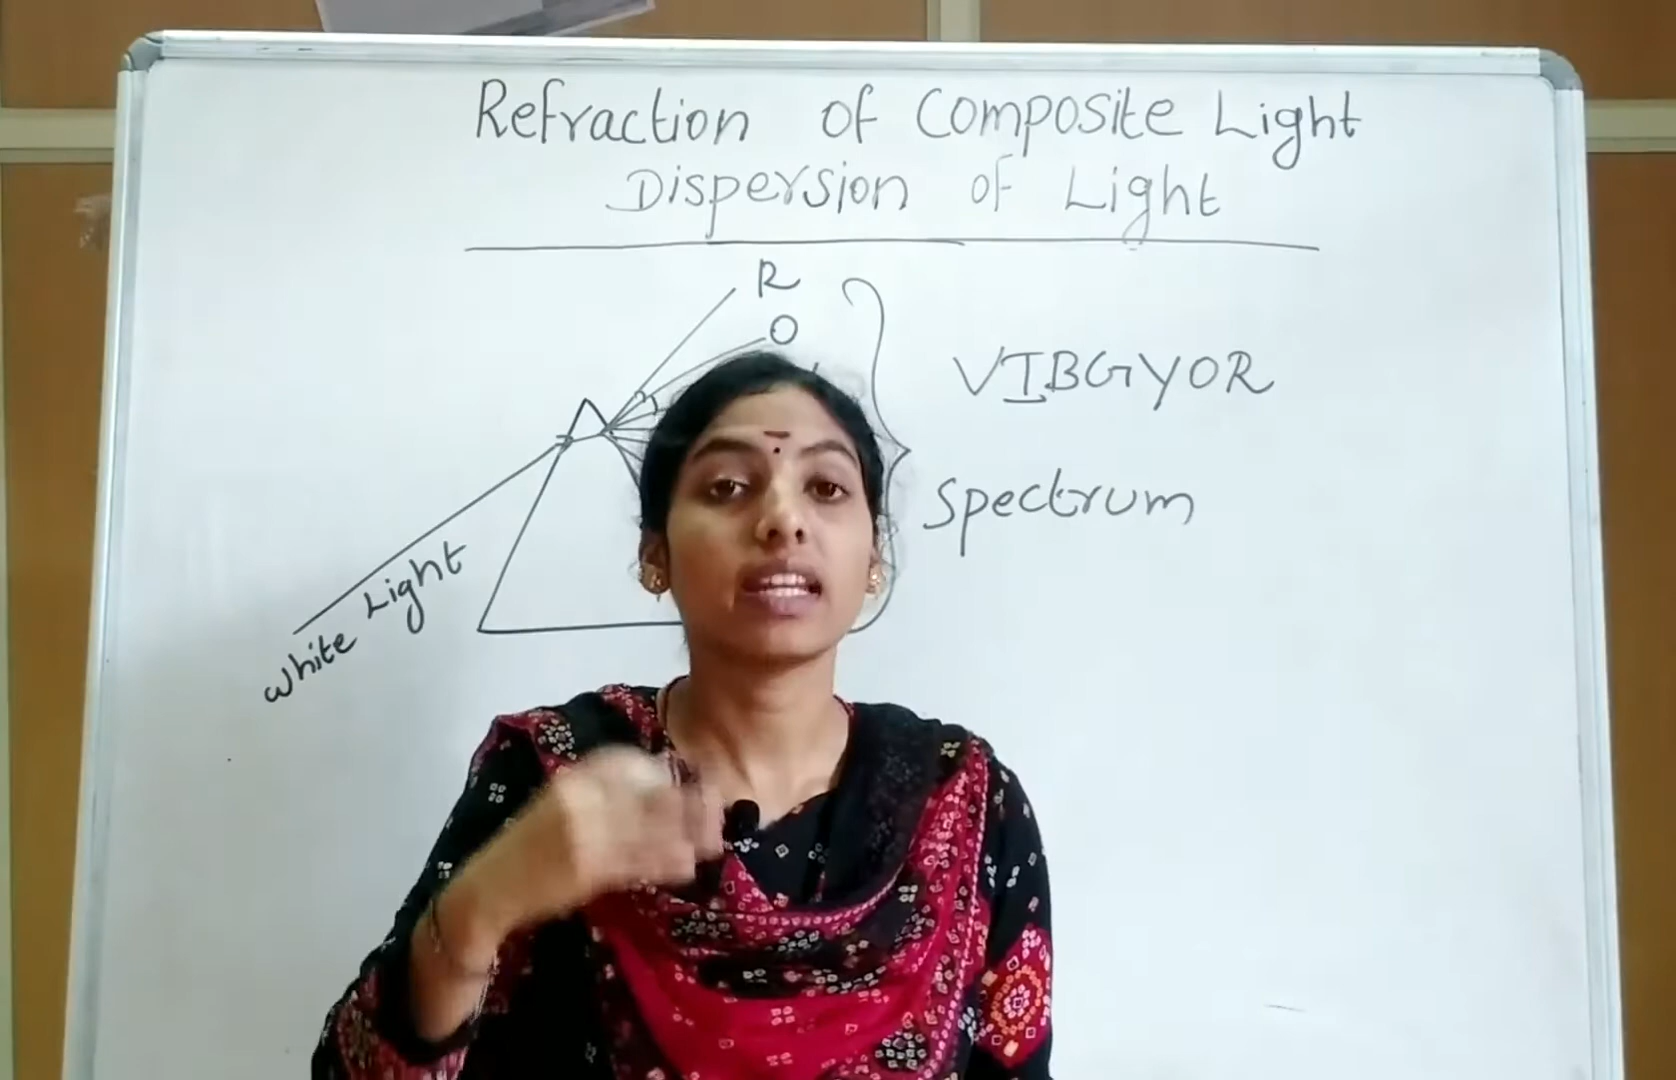 Refraction of Composite Light
Dispersion of Light
R
O
VIBGYOR
Spectrum
White Light